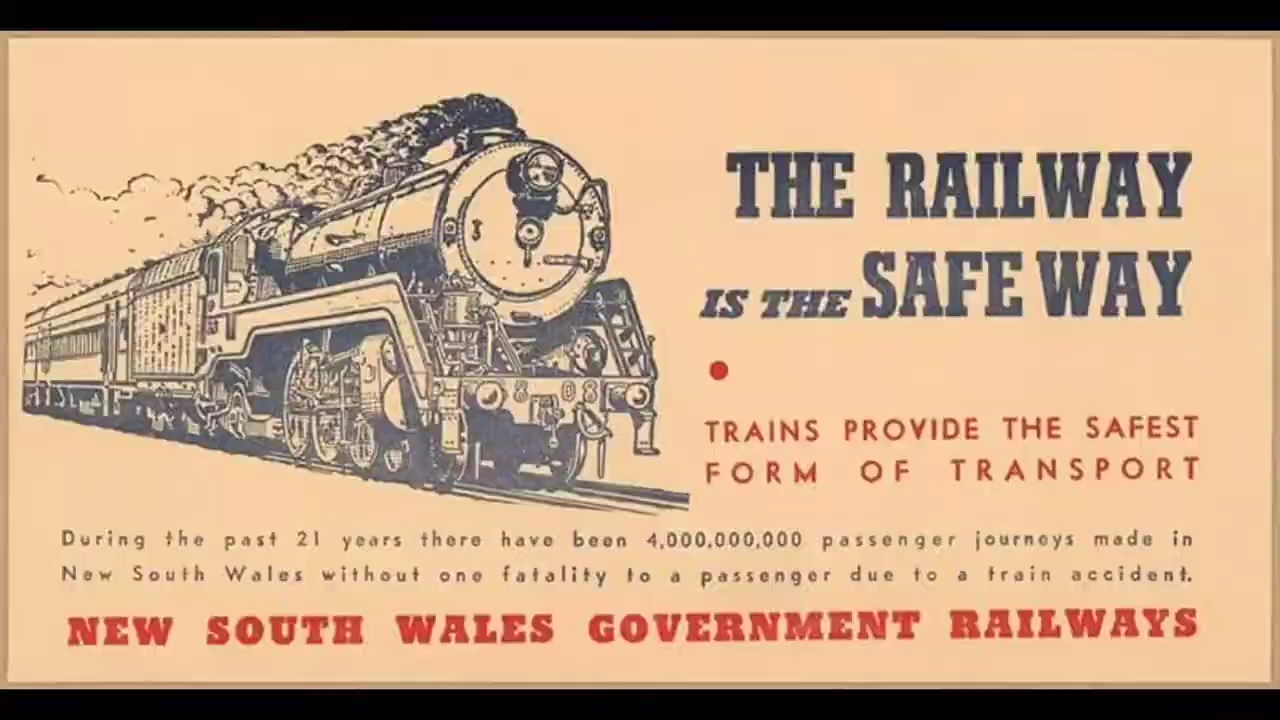 THE RAILWAY
IS THE SAFE WAY
TRAINS PROVIDE THE SAFEST
FORM OF TRANSPORT
During the past 21 years there have been 4,000,000,000 passenger journeys made in
New South Wales without one fatality to a passenger due to a train accident.
NEW SOUTH WALES GOVERNMENT RAILWAYS